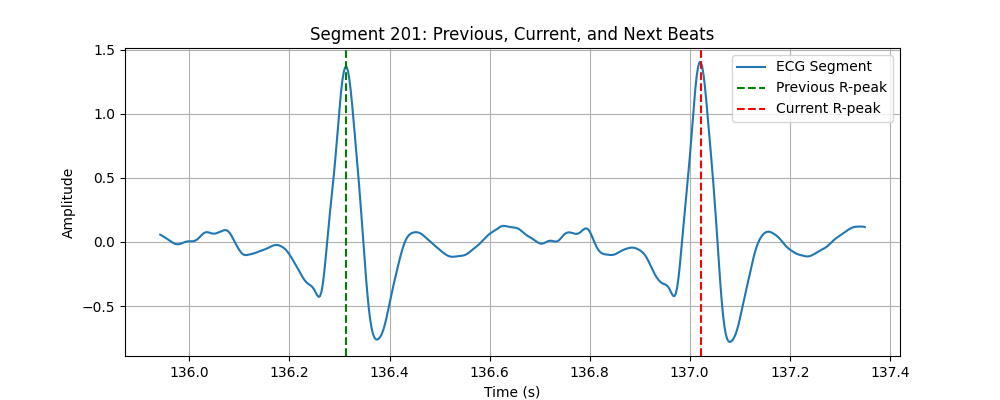 Segment 201: Previous, Current, and Next Beats
1.5
1.0
0.5
0.0
−0.5
Amplitude
ECG Segment
Previous R-peak
Current R-peak
136.0 136.2 136.4 136.6 136.8 137.0 137.2 137.4
Time (s)